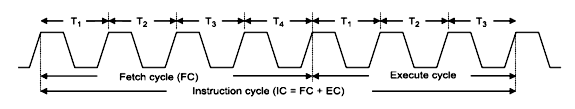 T1 T2 T3 T4 T1 T2 T3
Fetch cycle (FC) Execute cycle
Instruction cycle (IC = FC + EC)